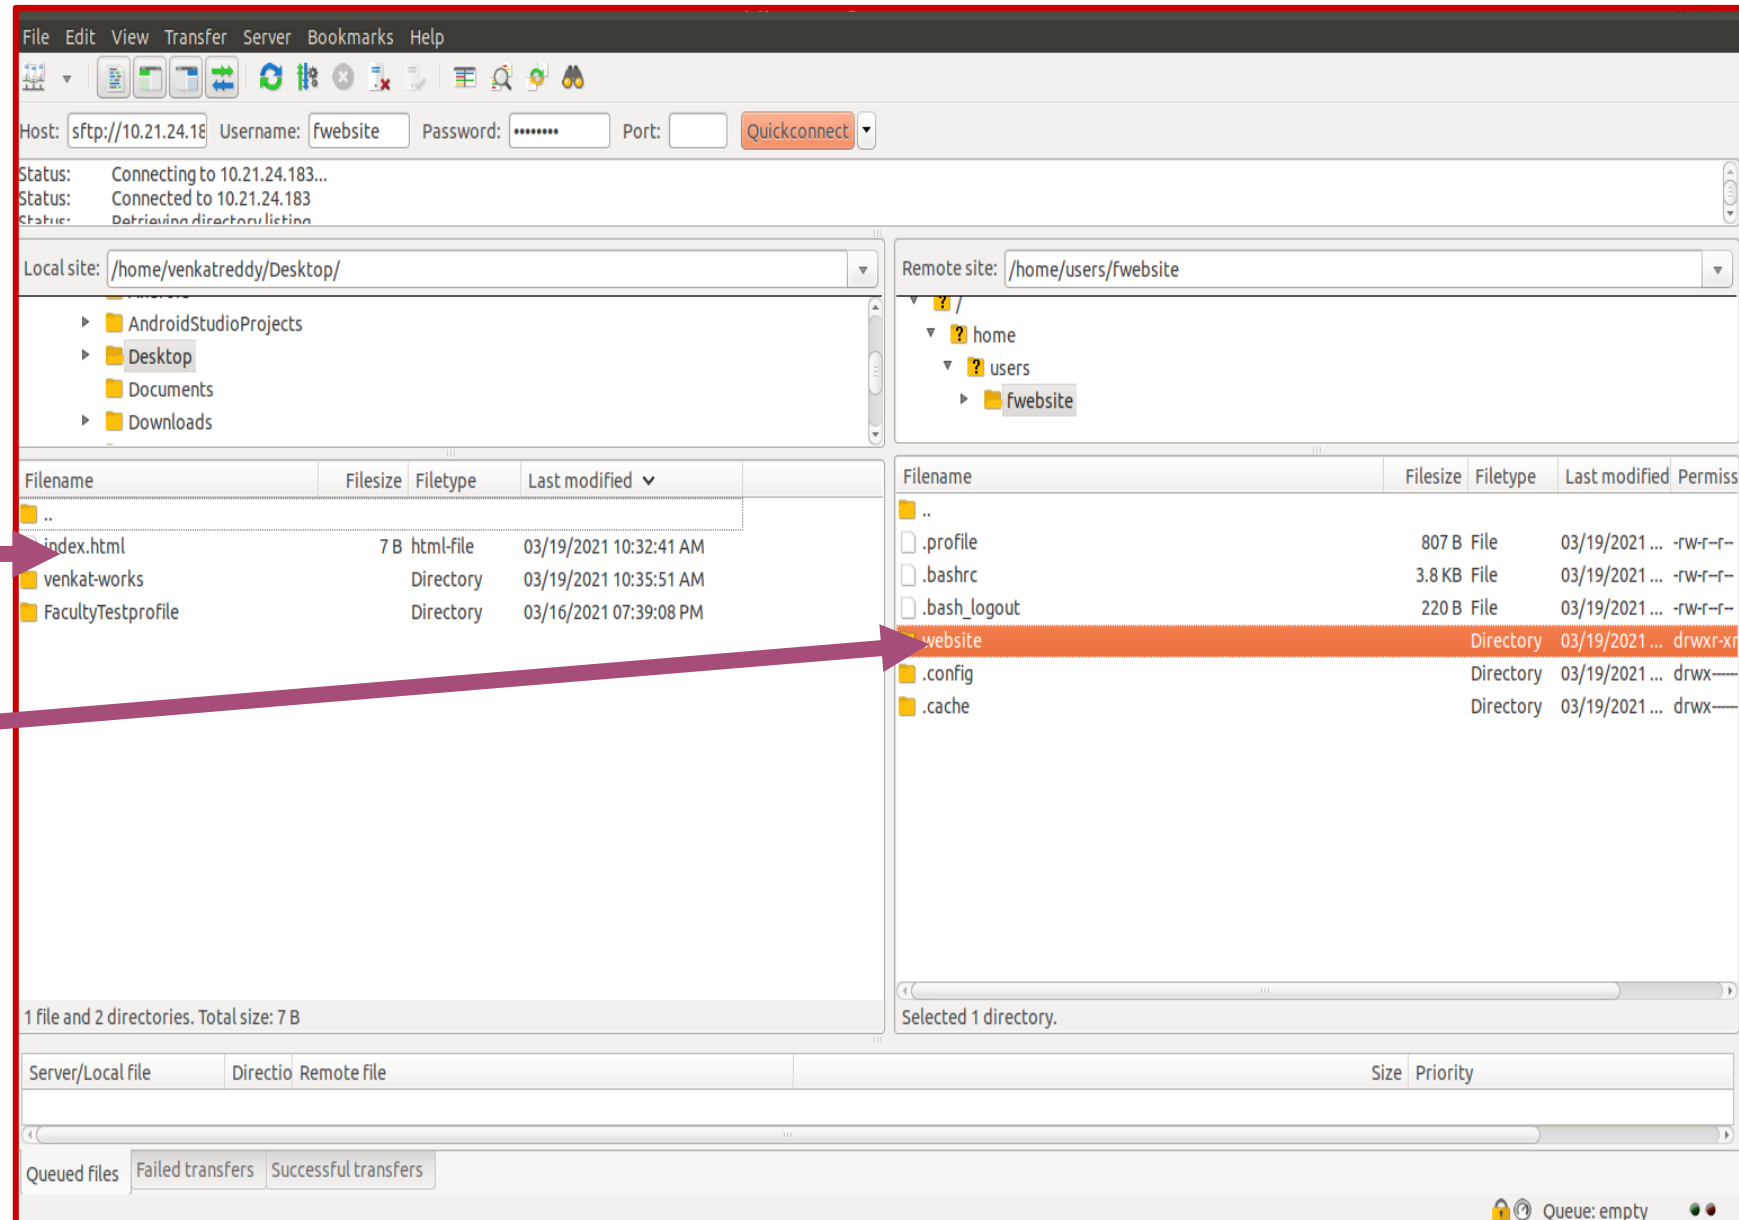 File Edit View Transfer Server Bookmarks Help
Host: sftp://10.21.24.18 Username: fwebsite Password: •••••••• Port: Quickconnect
Status: Connecting to 10.21.24.183...
Status: Connected to 10.21.24.183
Status: Retrieving directory listing
Local site: /home/venkatreddy/Desktop/
AndroidStudioProjects
Desktop
Documents
Downloads
Filename Filesize Filetype Last modified
..
index.html 7 B html-file 03/19/2021 10:32:41 AM
venkat-works Directory 03/19/2021 10:35:51 AM
FacultyTestprofile Directory 03/16/2021 07:39:08 PM
1 file and 2 directories. Total size: 7 B
Remote site: /home/users/fwebsite
/
home
users
fwebsite
Filename Filesize Filetype Last modified Permiss
..
.profile 807 B File 03/19/2021 ... -rw-r--r--
.bashrc 3.8 KB File 03/19/2021 ... -rw-r--r--
.bash_logout 220 B File 03/19/2021 ... -rw-r--r--
website Directory 03/19/2021 ... drwxr-xr
.config Directory 03/19/2021 ... drwx------
.cache Directory 03/19/2021 ... drwx------
Selected 1 directory.
Server/Local file Directio Remote file Size Priority
Queued files Failed transfers Successful transfers
Queue: empty